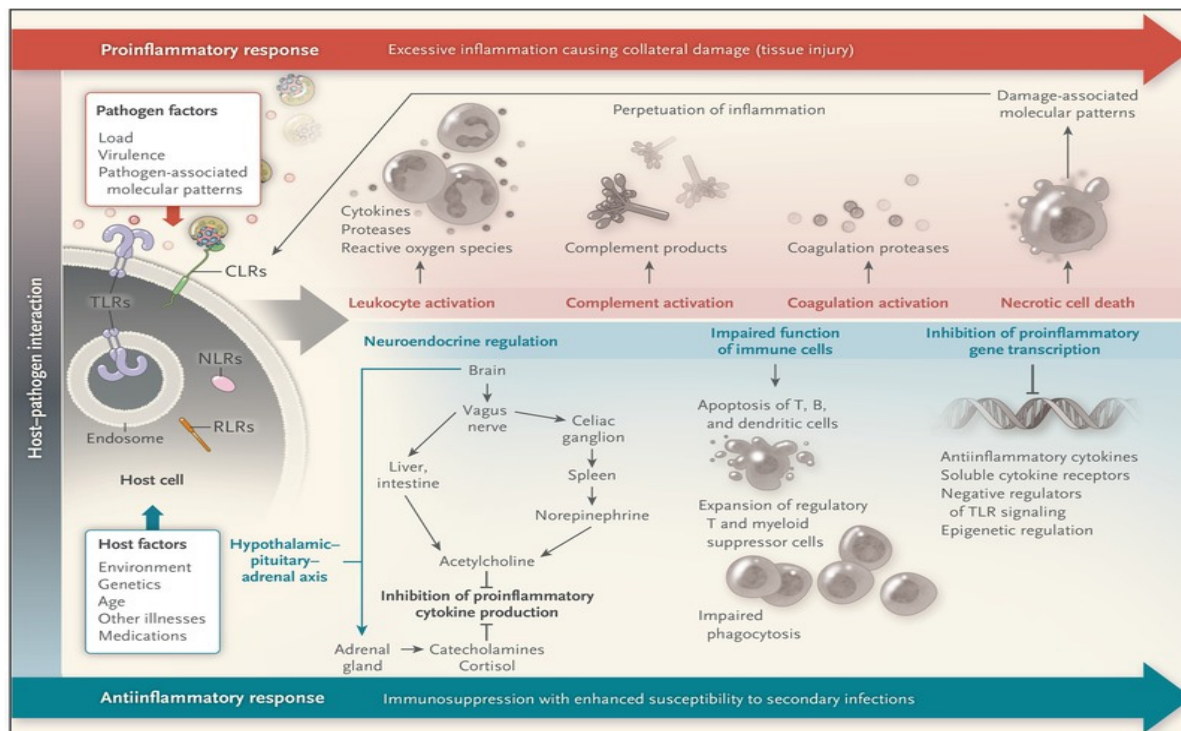 Proinflammatory response
Excessive inflammation causing collateral damage (tissue injury)
Host–pathogen interaction
Pathogen factors
Load
Virulence
Pathogen-associated
molecular patterns
Perpetuation of inflammation
Damage-associated
molecular patterns
Cytokines
Proteases
Reactive oxygen species
Complement products
Coagulation proteases
CLRs
TLRs
NLRs
RLRs
Endosome
Host cell
Leukocyte activation
Complement activation
Coagulation activation
Necrotic cell death
Host factors
Environment
Genetics
Age
Other illnesses
Medications
Neuroendocrine regulation
Brain
Vagus
nerve
Celiac
ganglion
Liver,
intestine
Spleen
Norepinephrine
Hypothalamic–
pituitary–
adrenal axis
Acetylcholine
Inhibition of proinflammatory
cytokine production
Adrenal
gland
Catecholamines
Cortisol
Impaired function
of immune cells
Apoptosis of T, B,
and dendritic cells
Expansion of regulatory
T and myeloid
suppressor cells
Impaired
phagocytosis
Inhibition of proinflammatory
gene transcription
Antiinflammatory cytokines
Soluble cytokine receptors
Negative regulators
of TLR signaling
Epigenetic regulation
Antiinflammatory response
Immunosuppression with enhanced susceptibility to secondary infections